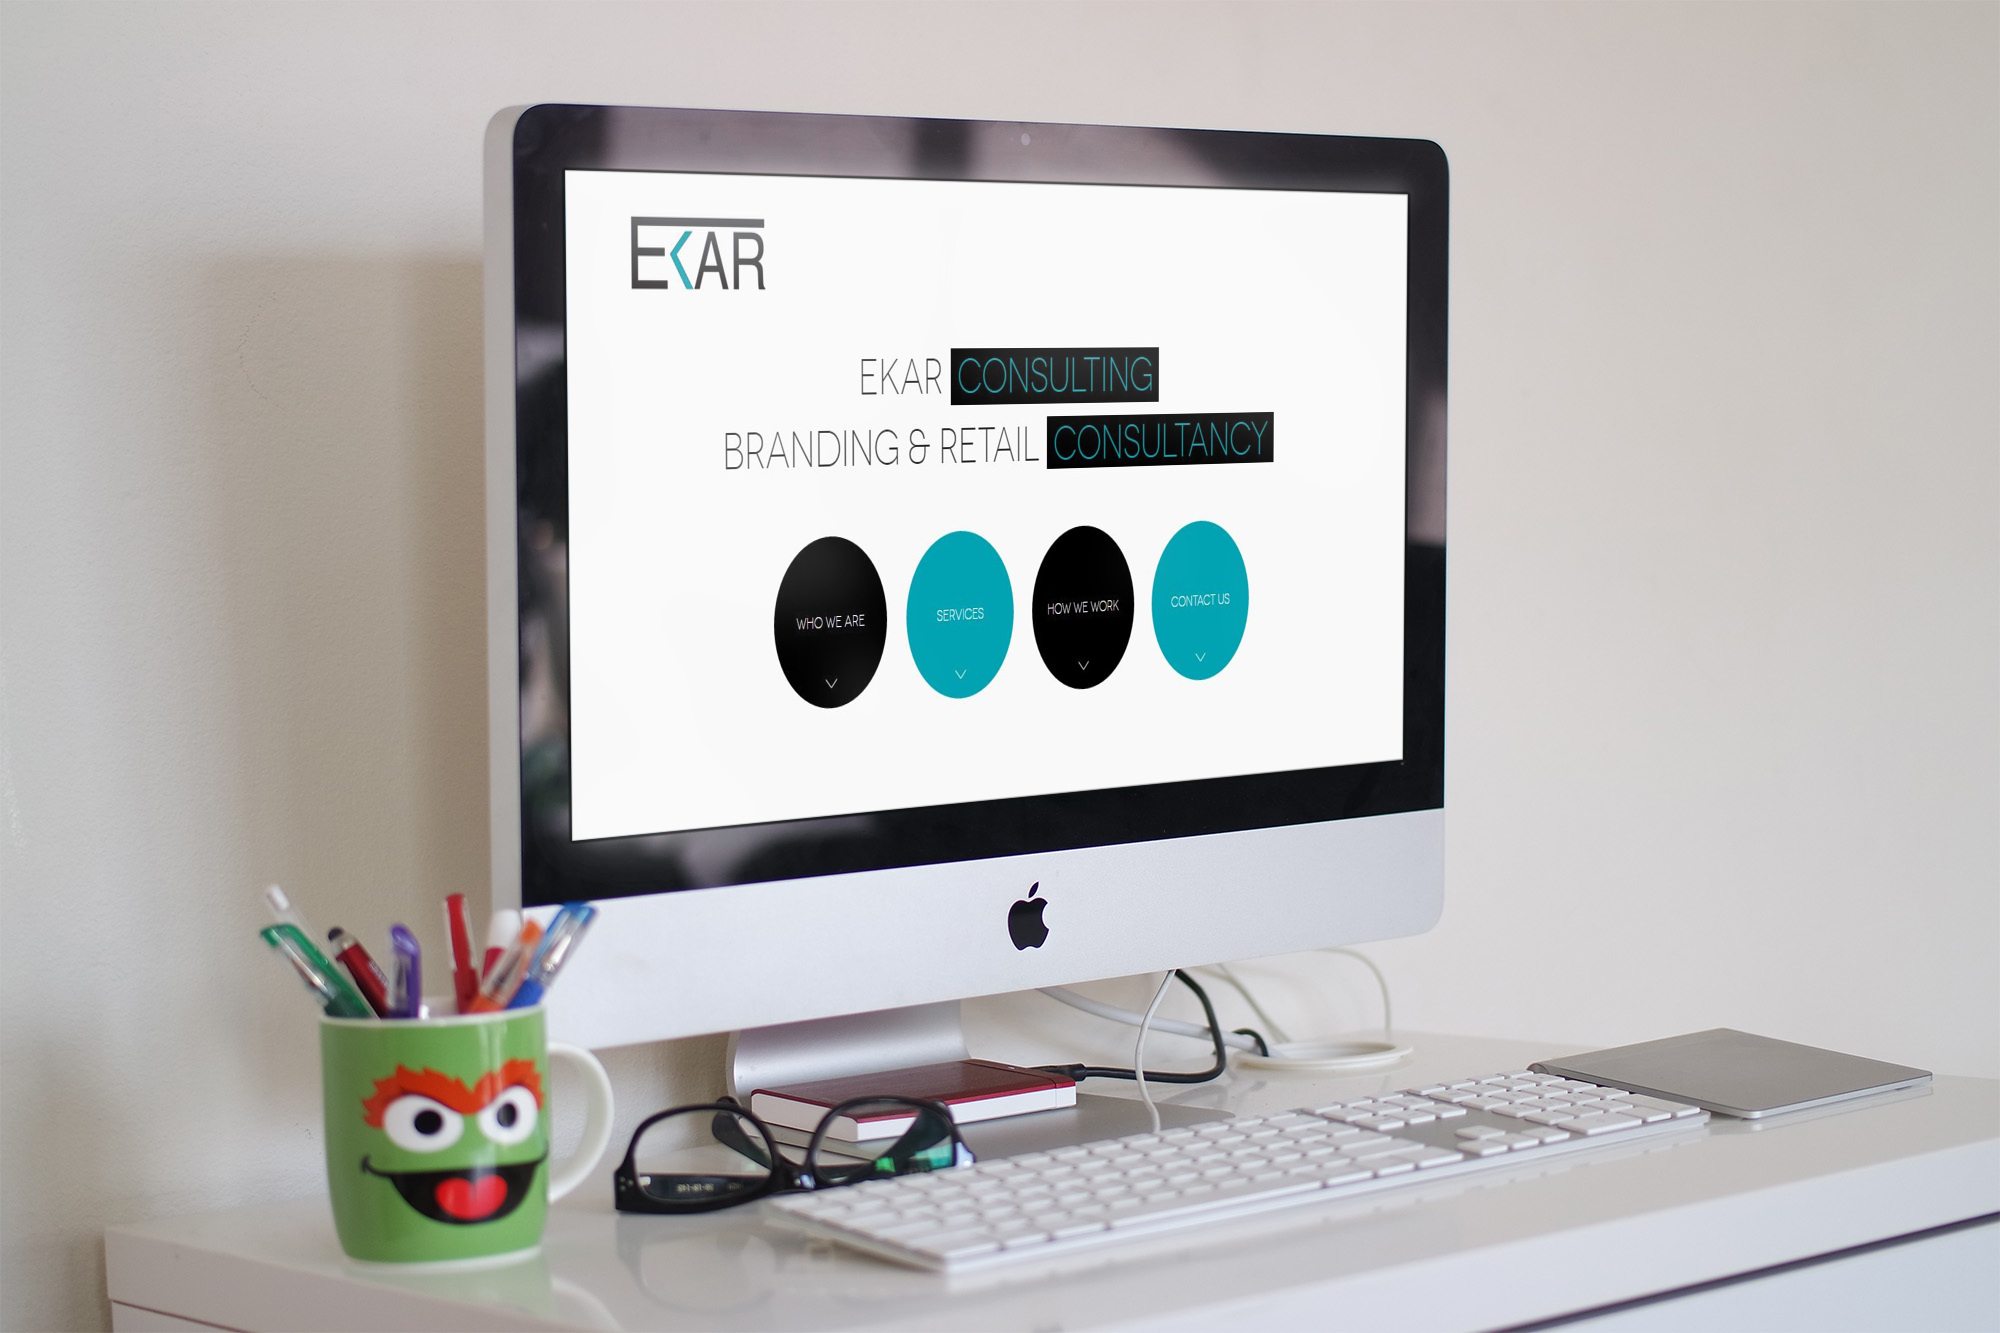 EKAR
EKAR CONSULTING
BRANDING & RETAIL CONSULTANCY
WHO WE ARE
SERVICES
HOW WE WORK
CONTACT US